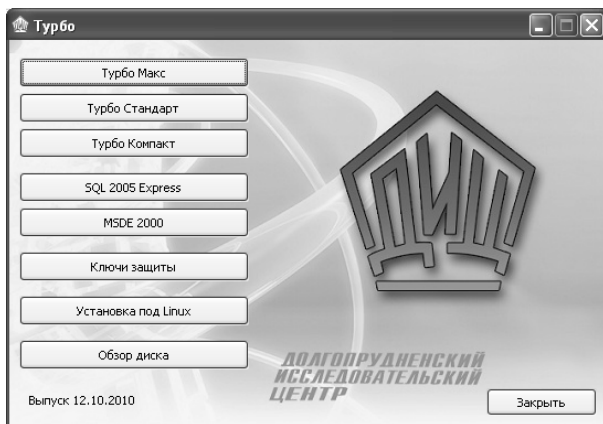 Турбо
Турбо Макс
Турбо Стандарт
Турбо Компакт
SQL 2005 Express
MSDE 2000
Ключи защиты
Установка под Linux
Обзор диска
ДИЦ
ДОЛГОПРУДНЕНСКИЙ
ИССЛЕДОВАТЕЛЬСКИЙ
ЦЕНТР
Выпуск 12.10.2010
Закрыть